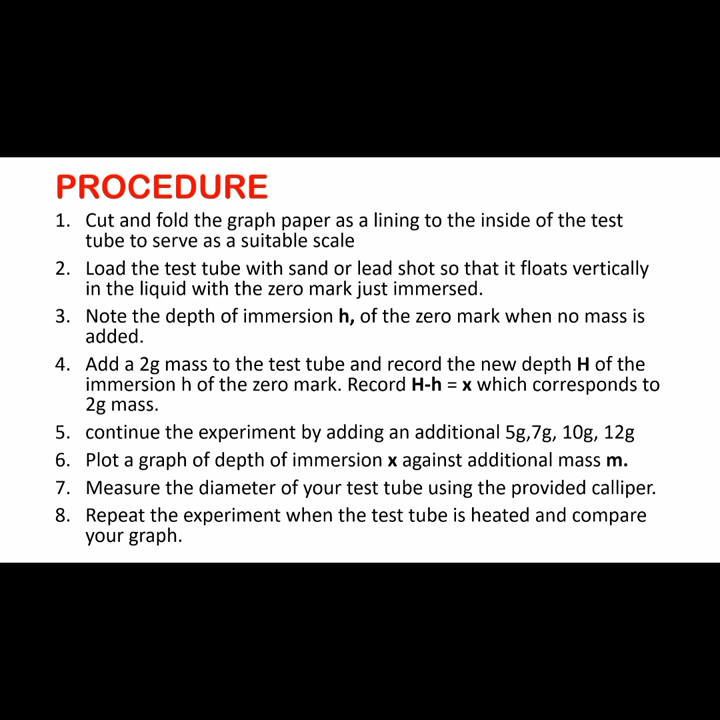 PROCEDURE
1. Cut and fold the graph paper as a lining to the inside of the test
tube to serve as a suitable scale
2. Load the test tube with sand or lead shot so that it floats vertically
in the liquid with the zero mark just immersed.
3. Note the depth of immersion h, of the zero mark when no mass is
added.
4. Add a 2g mass to the test tube and record the new depth H of the
immersion h of the zero mark. Record H-h = x which corresponds to
2g mass.
5. continue the experiment by adding an additional 5g,7g, 10g, 12g
6. Plot a graph of depth of immersion x against additional mass m.
7. Measure the diameter of your test tube using the provided calliper.
8. Repeat the experiment when the test tube is heated and compare
your graph.